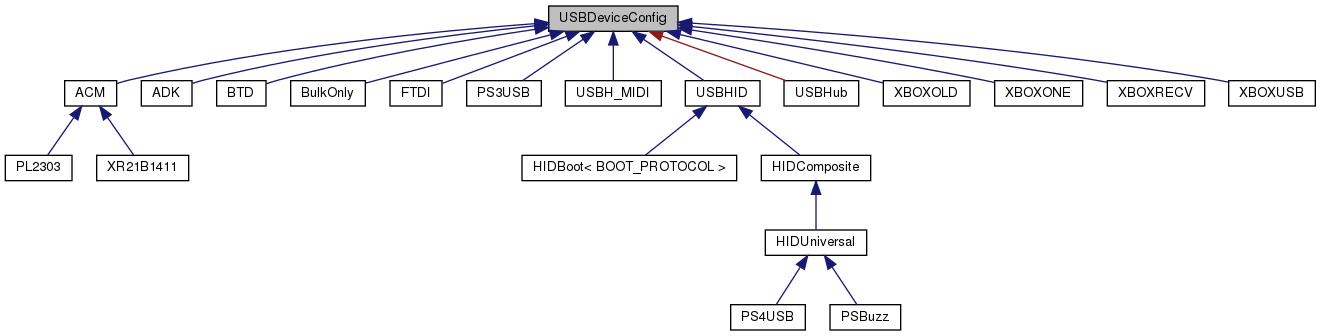 USBDeviceConfig
ACM
ADK
BTD
BulkOnly
FTDI
PS3USB
USBH_MIDI
USBHID
USBHub
XBOXOLD
XBOXONE
XBOXRECV
XBOXUSB
PL2303
XR21B1411
HIDBoot< BOOT_PROTOCOL >
HIDComposite
HIDUniversal
PS4USB
PSBuzz